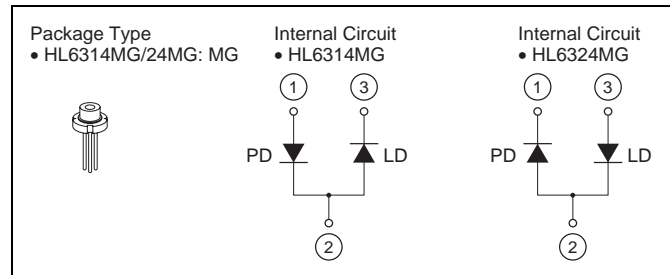 Package Type
• HL6314MG/24MG: MG
Internal Circuit
• HL6314MG
1 3
PD LD
2
Internal Circuit
• HL6324MG
1 3
PD LD
2